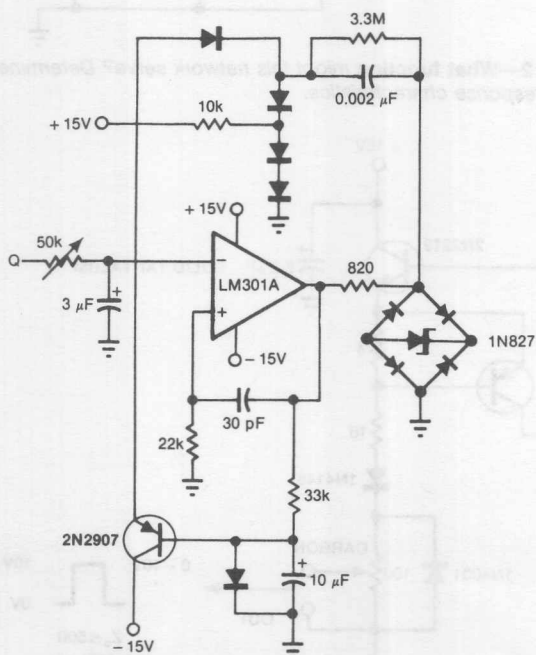 3.3M
0.002 μF
10k
+ 15V
+ 15V
50k
Q
LM301A
820
3 μF
1N827
- 15V
30 pF
22k
33k
2N2907
10 μF
- 15V